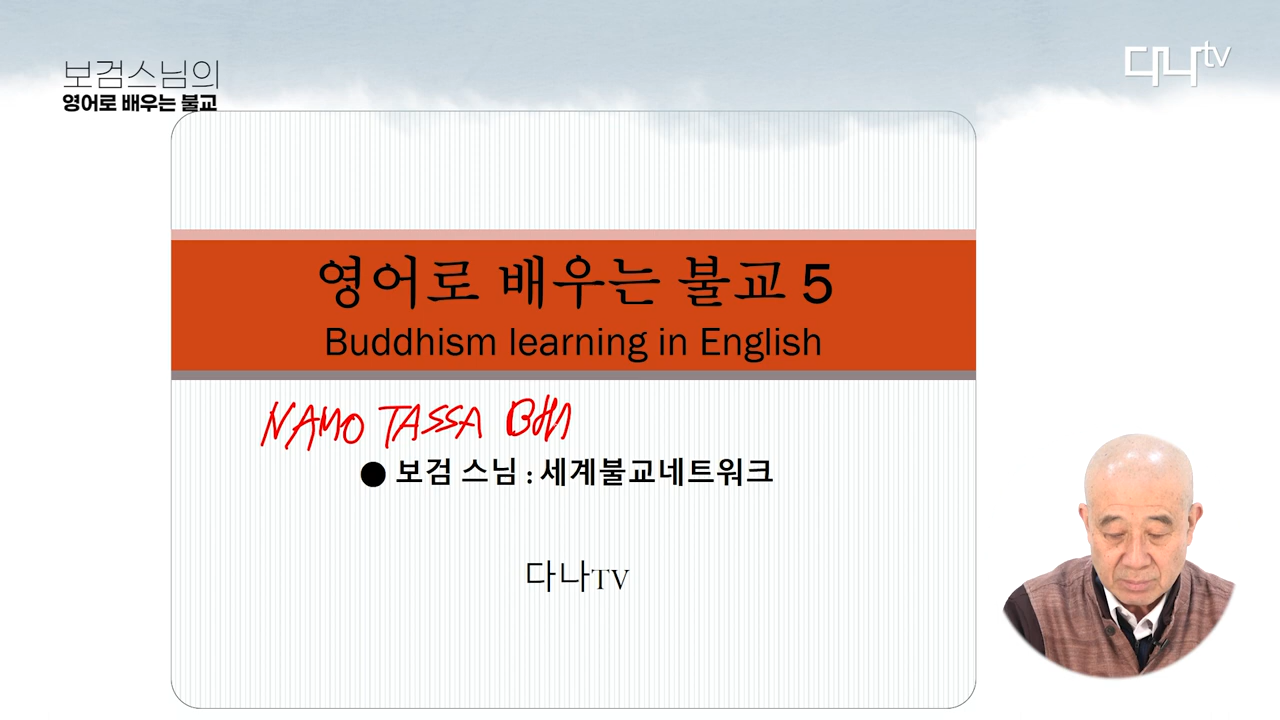 보검스님의
영어로 배우는 불교
다나tv
영어로 배우는 불교 5
Buddhism learning in English
NAMO TASSA BHA
● 보검 스님 : 세계불교네트워크
다나TV